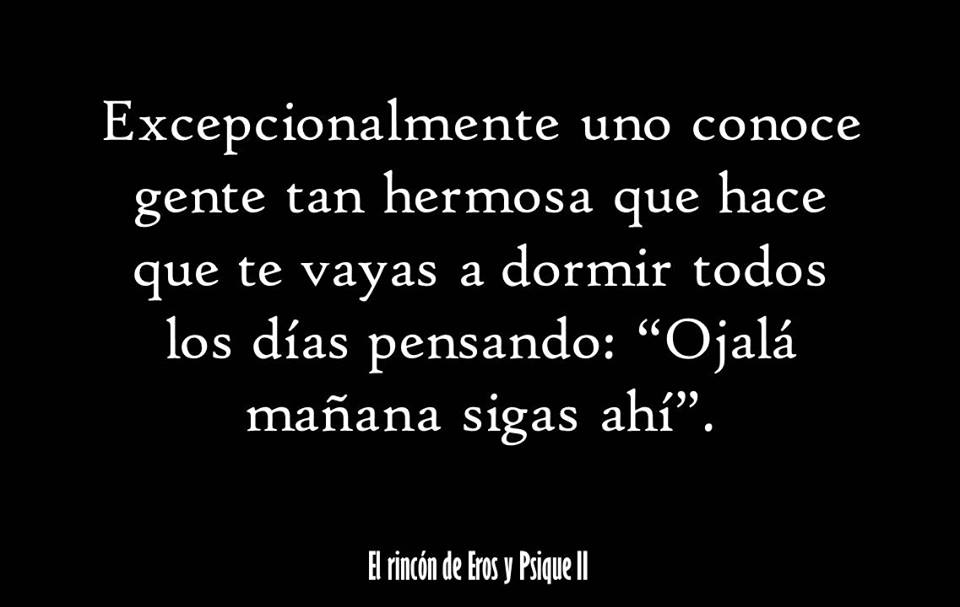 Excepcionalmente uno conoce
gente tan hermosa que hace
que te vayas a dormir todos
los días pensando: “Ojalá
mañana sigas ahí”.
El rincón de Eros y Psique II